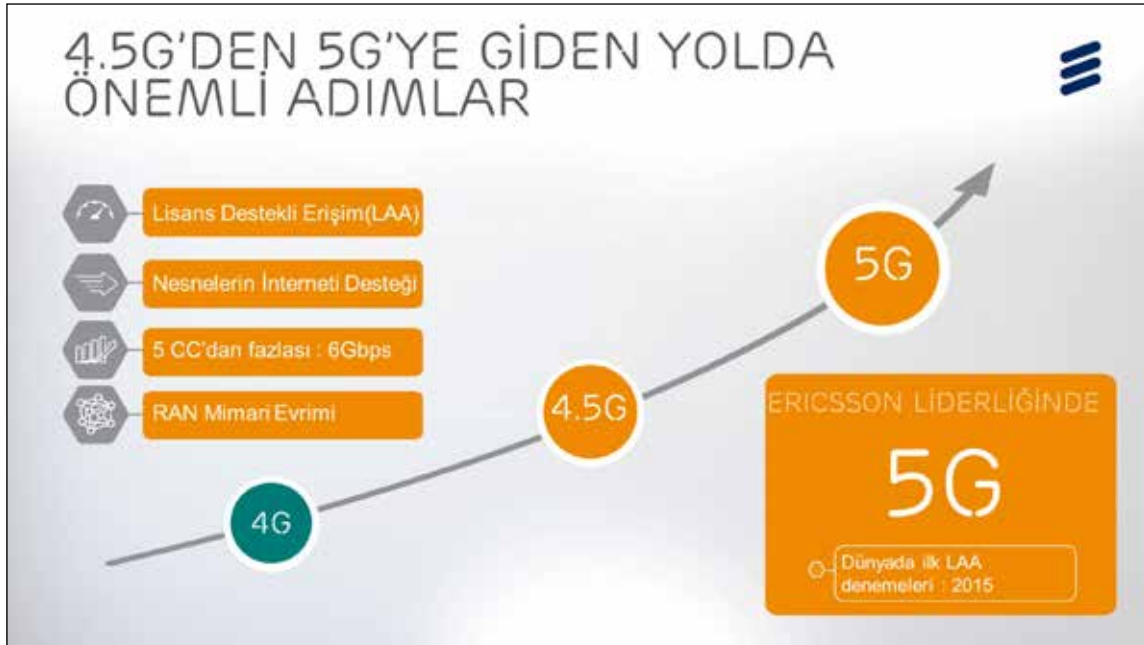 4.5G'DEN 5G'YE GİDEN YOLDA
ÖNEMLİ ADIMLAR
Lisans Destekli Erişim(LAA)
Nesnelerin İnterneti Desteği
5 CC'dan fazlası : 6Gbps
RAN Mimari Evrimi
4G
4.5G
5G
ERICSSON LİDERLİĞİNDE
5G
Dünyada ilk LAA
denemeleri : 2015